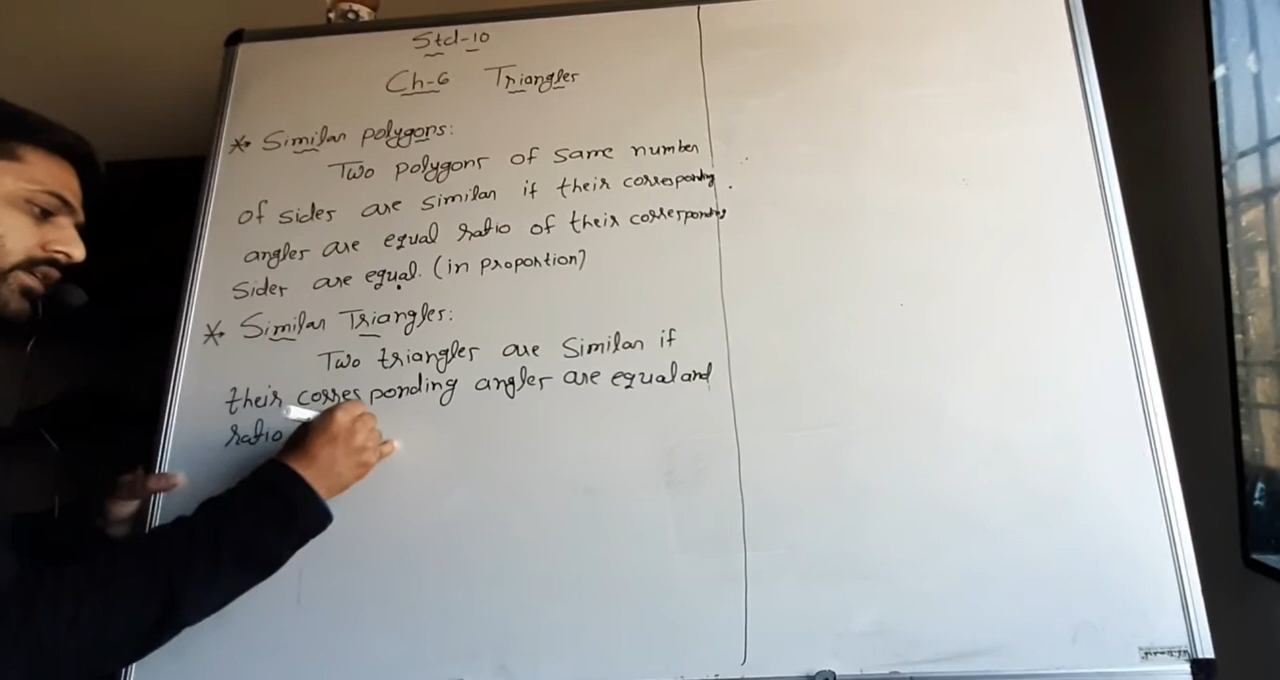 Std-10
Ch-6 Triangles
* Similar polygons:
Two polygons of same number
of sides are similar if their corresponding
angles are equal ratio of their corresponding
sides are equal. (in proportion)
* Similar Triangles:
Two triangles are similar if
their corresponding angles are equal and
ratio